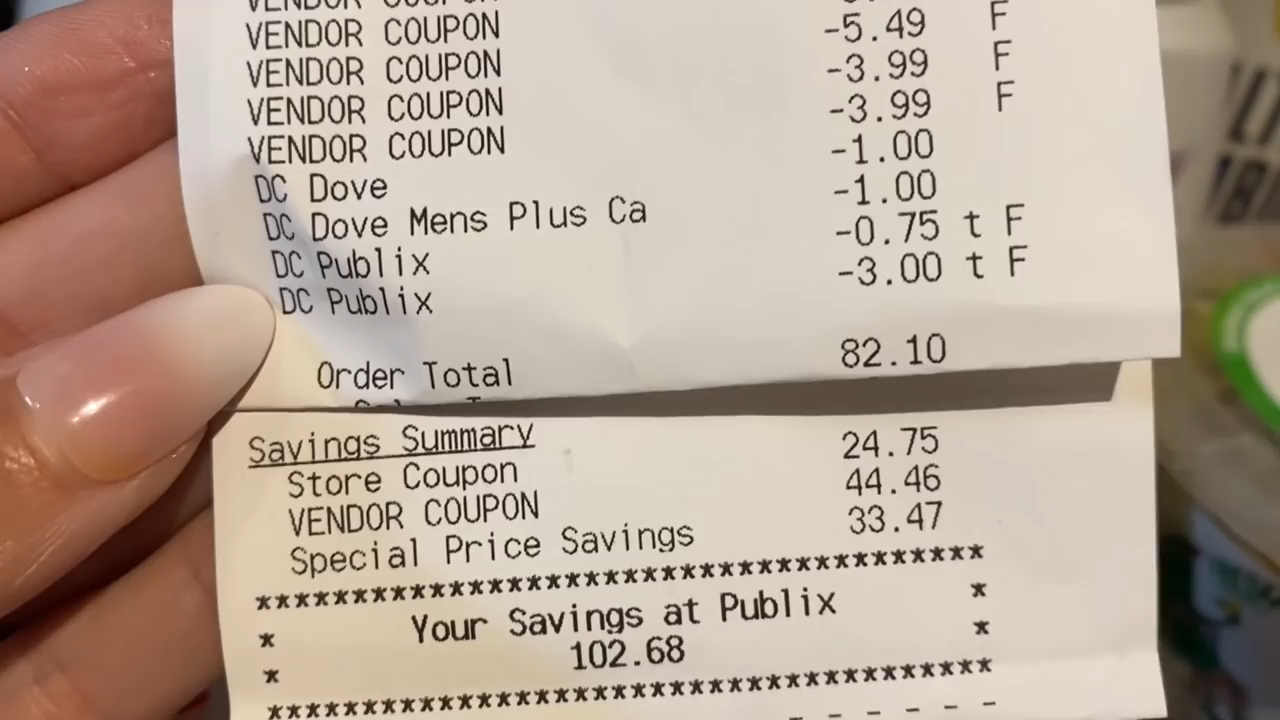 VENDOR COUPON
VENDOR COUPON
VENDOR COUPON -5.49 F
VENDOR COUPON -3.99 F
VENDOR COUPON -3.99 F
DC Dove -1.00
DC Dove Mens Plus Ca -1.00
DC Publix -0.75 t F
DC Publix -3.00 t F
Order Total 82.10
Savings Summary
Store Coupon 24.75
VENDOR COUPON 44.46
Special Price Savings 33.47
***********************************
* Your Savings at Publix *
* 102.68 *
***********************************